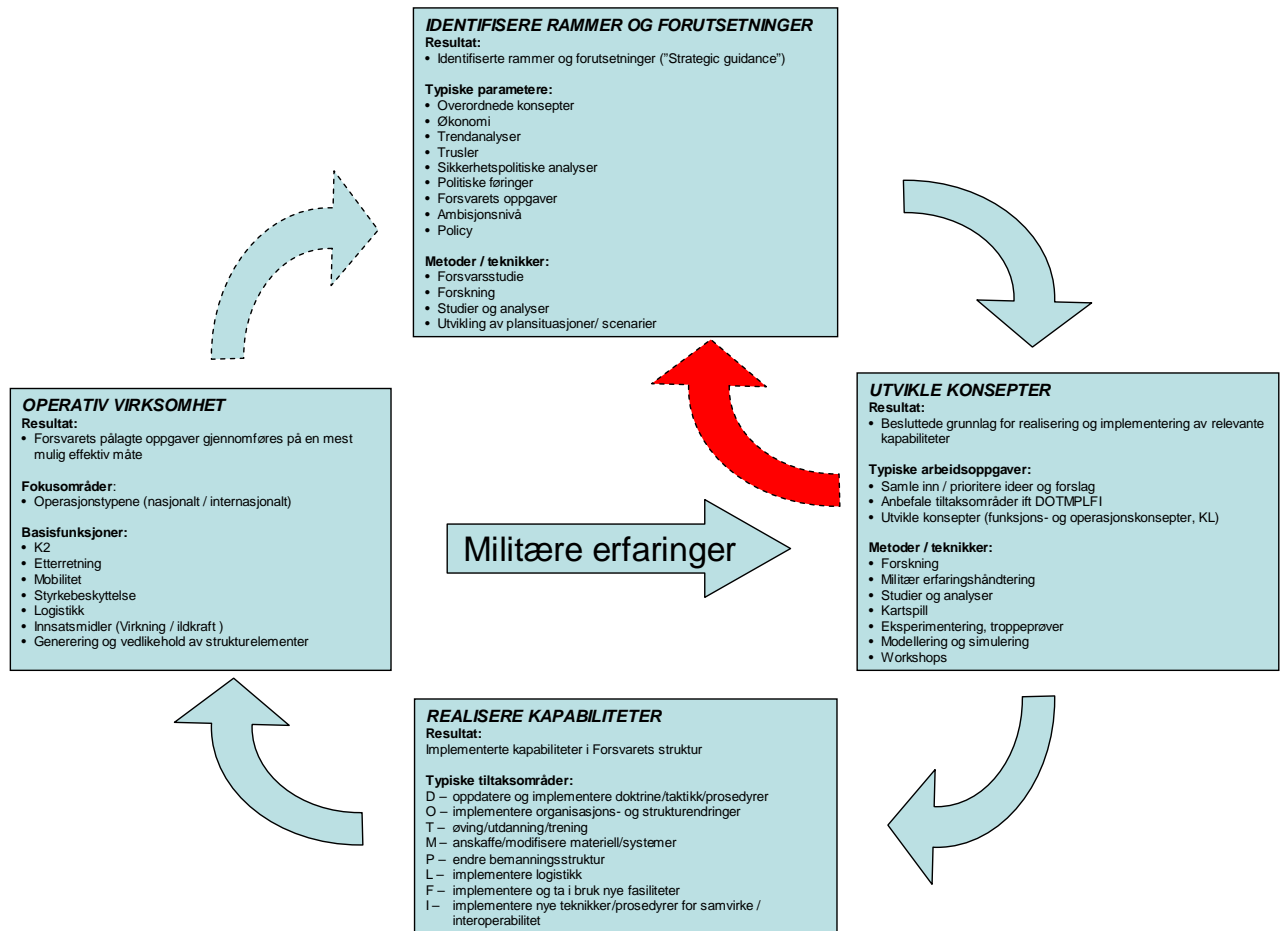 IDENTIFISERE RAMMER OG FORUTSETNINGER
Resultat:
• Identifiserte rammer og forutsetninger (”Strategic guidance”)
Typiske parametere:
• Overordnede konsepter
• Økonomi
• Trendanalyser
• Trusler
• Sikkerhetspolitiske analyser
• Politiske føringer
• Forsvarets oppgaver
• Ambisjonsnivå
• Policy
Metoder / teknikker:
• Forsvarsstudie
• Forskning
• Studier og analyser
• Utvikling av plansituasjoner/ scenarier
OPERATIV VIRKSOMHET
Resultat:
• Forsvarets pålagte oppgaver gjennomføres på en mest
mulig effektiv måte
Fokusområder:
• Operasjonstypene (nasjonalt / internasjonalt)
Basisfunksjoner:
• K2
• Etterretning
• Mobilitet
• Styrkebeskyttelse
• Logistikk
• Innsatsmidler (Virkning / ildkraft )
• Generering og vedlikehold av strukturelementer
Militære erfaringer
UTVIKLE KONSEPTER
Resultat:
• Besluttede grunnlag for realisering og implementering av relevante
kapabiliteter
Typiske arbeidsoppgaver:
• Samle inn / prioritere ideer og forslag
• Anbefale tiltaksområder ift DOTMPLFI
• Utvikle konsepter (funksjons- og operasjonskonsepter, KL)
Metoder / teknikker:
• Forskning
• Militær erfaringshåndtering
• Studier og analyser
• Kartspill
• Eksperimentering, troppeprøver
• Modellering og simulering
• Workshops
REALISERE KAPABILITETER
Resultat:
Implementerte kapabiliteter i Forsvarets struktur
Typiske tiltaksområder:
D – oppdatere og implementere doktrine/taktikk/prosedyrer
O – implementere organisasjons- og strukturendringer
T – øving/utdanning/trening
M – anskaffe/modifisere materiell/systemer
P – endre bemanningsstruktur
L – implementere logistikk
F – implementere og ta i bruk nye fasiliteter
I – implementere nye teknikker/prosedyrer for samvirke /
interoperabilitet